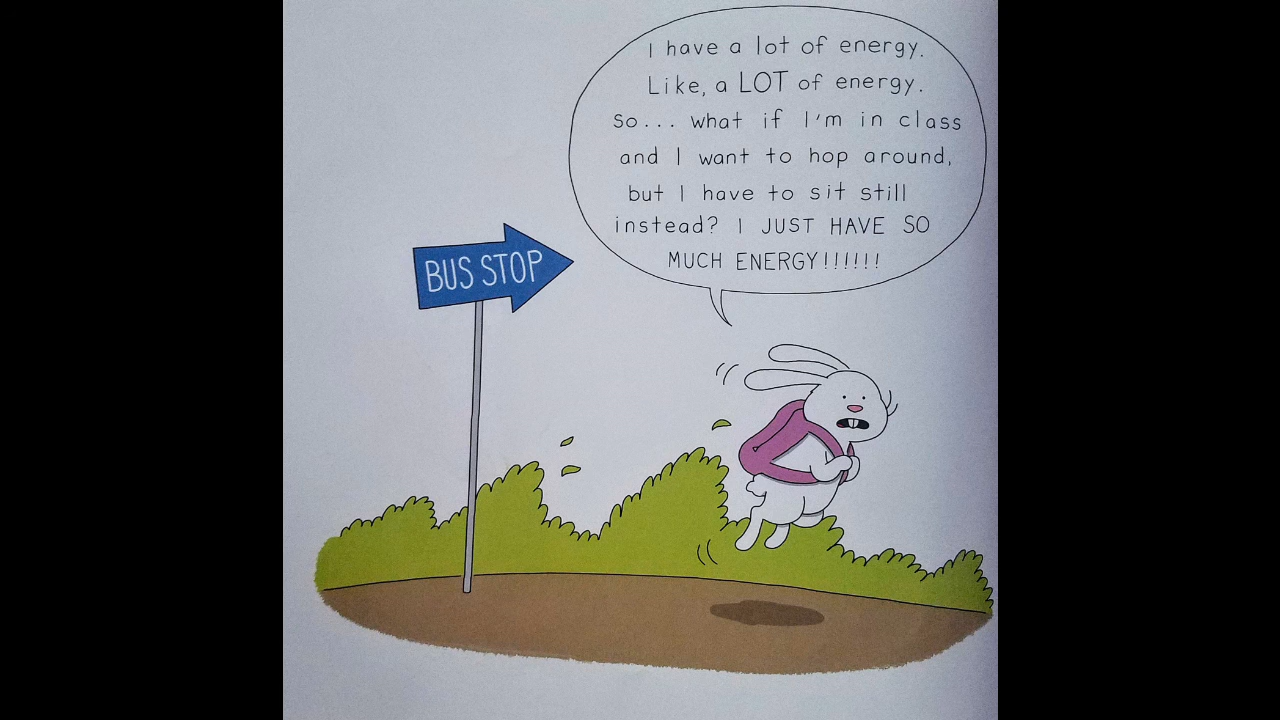 I have a lot of energy.
Like, a LOT of energy.
So... what if I'm in class
and I want to hop around,
but I have to sit still
instead? I JUST HAVE SO
MUCH ENERGY!!!!!!
BUS STOP